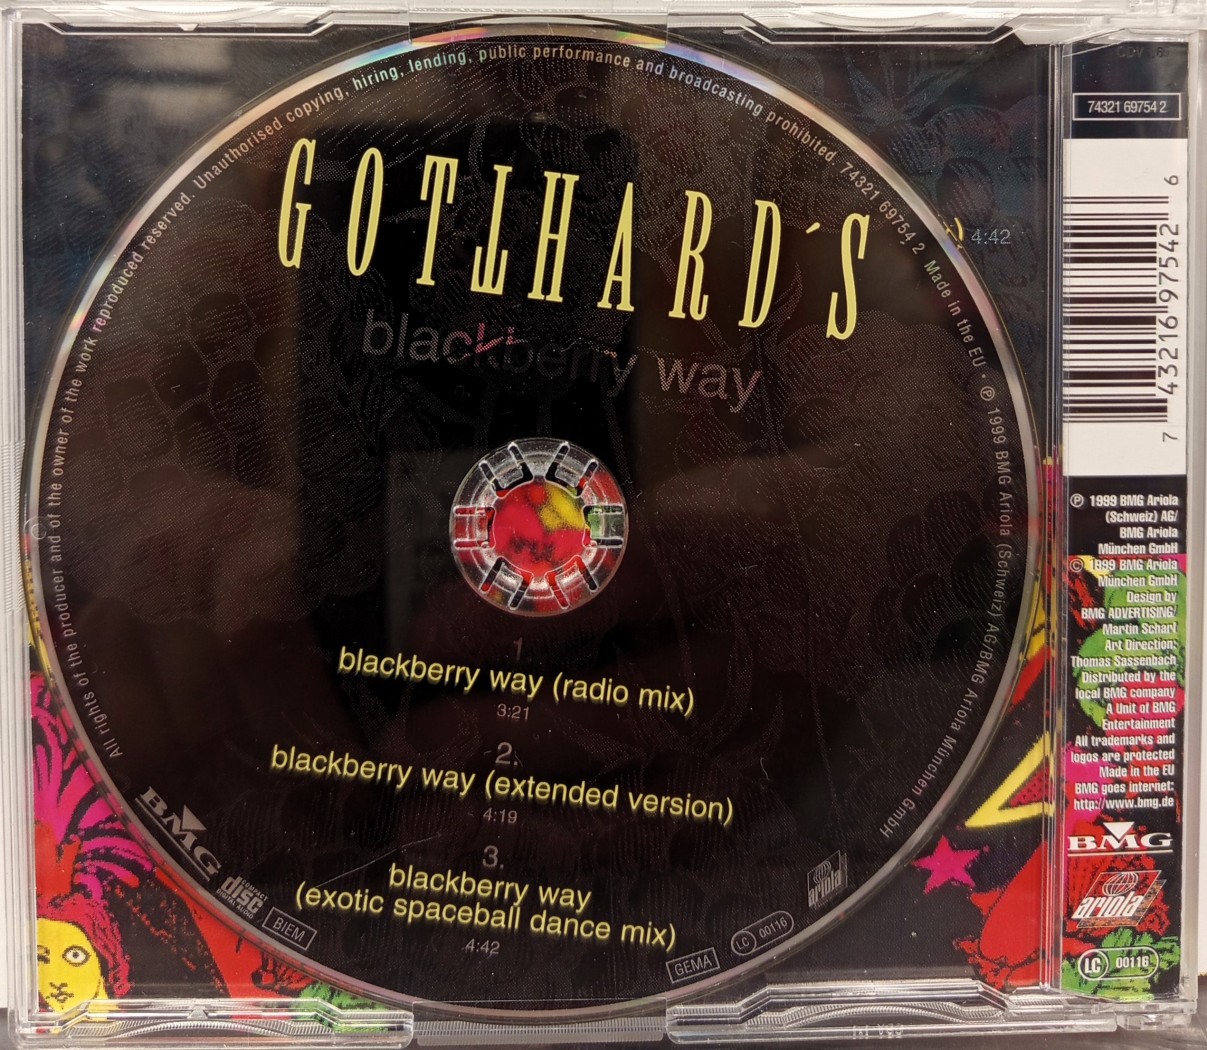 All rights of the producer and of the owner of the work reproduced reserved. Unauthorised copying, hiring, lending, public performance and broadcasting prohibited. 74321 69754 2 Made in the EU · ℗ 1999 BMG Ariola (Schweiz) AG/BMG Ariola München GmbH
GOTTHARD´S
blackberry way
1.
blackberry way (radio mix)
3:21
2.
blackberry way (extended version)
4:19
3.
blackberry way
(exotic spaceball dance mix)
4:42
BMG
COMPACT
disc
DIGITAL AUDIO
BIEM
GEMA
LC 00116
ariola
4:42
74321 69754 2
7 43216 97542 6
℗ 1999 BMG Ariola
(Schweiz) AG/
BMG Ariola
München GmbH
© 1999 BMG Ariola
München GmbH
Design by
BMG ADVERTISING/
Martin Scharf
Art Direction:
Thomas Sassenbach
Distributed by the
local BMG company
A Unit of BMG
Entertainment
All trademarks and
logos are protected
Made in the EU
BMG goes internet:
http://www.bmg.de
BMG
ariola
LC 00116